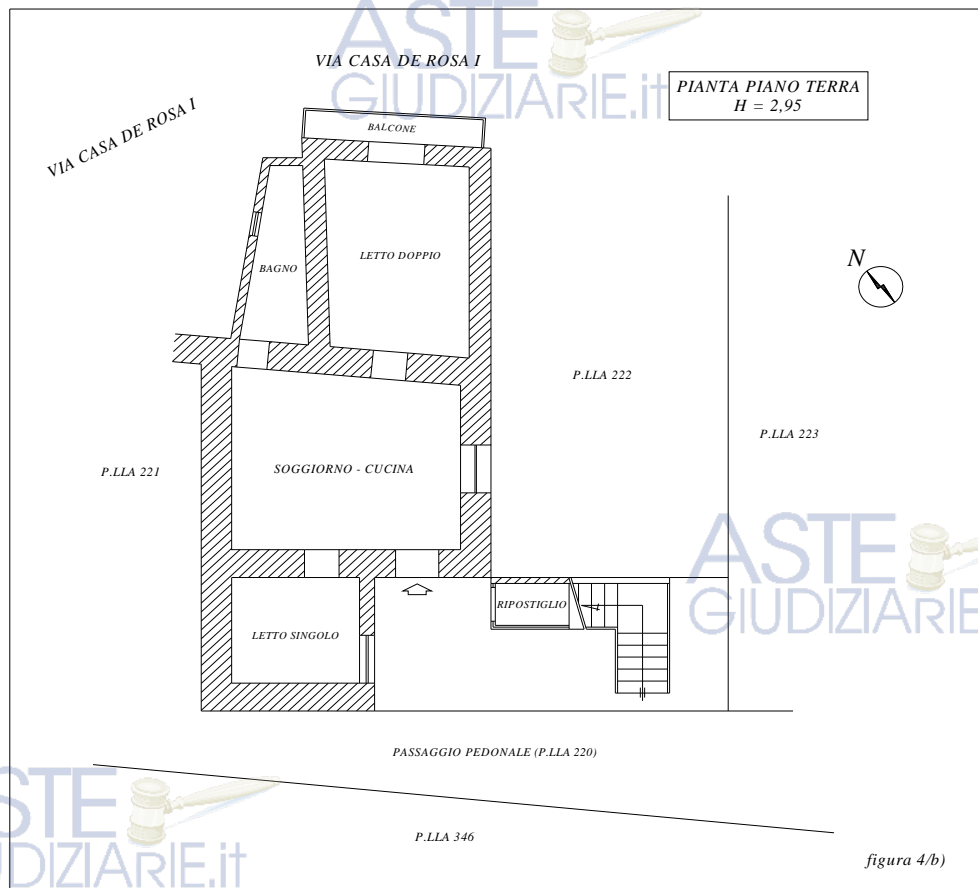 ASTE
GIUDIZIARIE.it
VIA CASA DE ROSA I
PIANTA PIANO TERRA
H = 2,95
VIA CASA DE ROSA I
BALCONE
BAGNO
LETTO DOPPIO
N
P.LLA 222
P.LLA 223
P.LLA 221
SOGGIORNO - CUCINA
ASTE
GIUDIZIARIE
RIPOSTIGLIO
LETTO SINGOLO
PASSAGGIO PEDONALE (P.LLA 220)
STE
UDIZIARIE.it
P.LLA 346
figura 4/b)